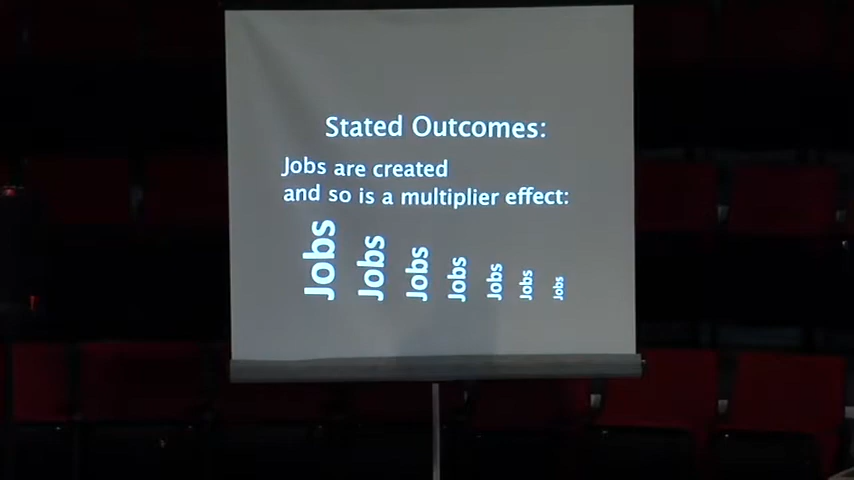 Stated Outcomes:
Jobs are created
and so is a multiplier effect:
Jobs Jobs Jobs Jobs Jobs Jobs Jobs